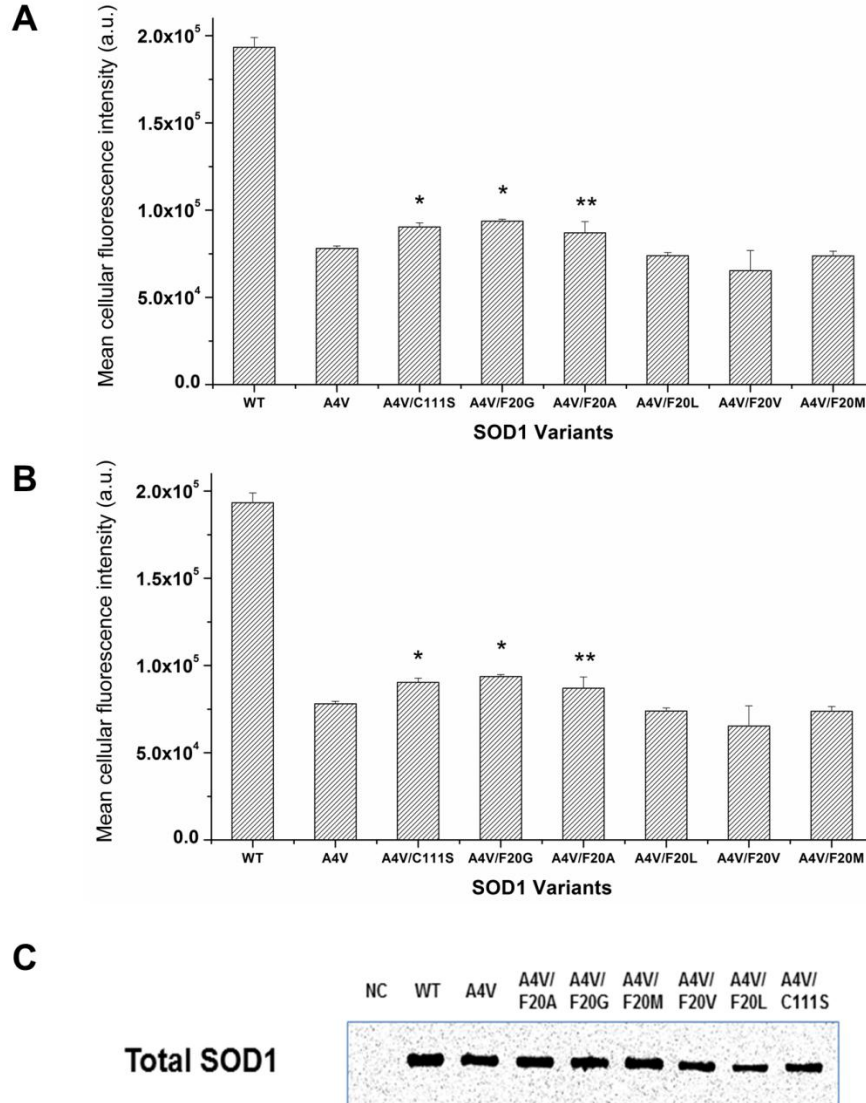 A
Mean cellular fluorescence intensity (a.u.)
2.0x10⁵
1.5x10⁵
1.0x10⁵
5.0x10⁴
0.0
* * **
WT A4V A4V/C111S A4V/F20G A4V/F20A A4V/F20L A4V/F20V A4V/F20M
SOD1 Variants
B
Mean cellular fluorescence intensity (a.u.)
2.0x10⁵
1.5x10⁵
1.0x10⁵
5.0x10⁴
0.0
* * **
WT A4V A4V/C111S A4V/F20G A4V/F20A A4V/F20L A4V/F20V A4V/F20M
SOD1 Variants
C
NC WT A4V A4V/ A4V/ A4V/ A4V/ A4V/ A4V/
F20A F20G F20M F20V F20L C111S
Total SOD1